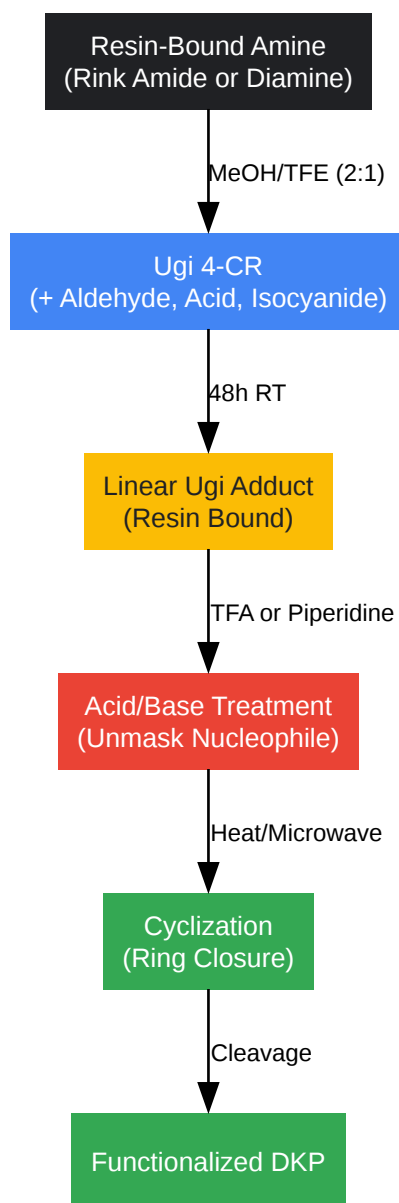 Resin-Bound Amine
(Rink Amide or Diamine)
MeOH/TFE (2:1)
Ugi 4-CR
(+ Aldehyde, Acid, Isocyanide)
48h RT
Linear Ugi Adduct
(Resin Bound)
TFA or Piperidine
Acid/Base Treatment
(Unmask Nucleophile)
Heat/Microwave
Cyclization
(Ring Closure)
Cleavage
Functionalized DKP